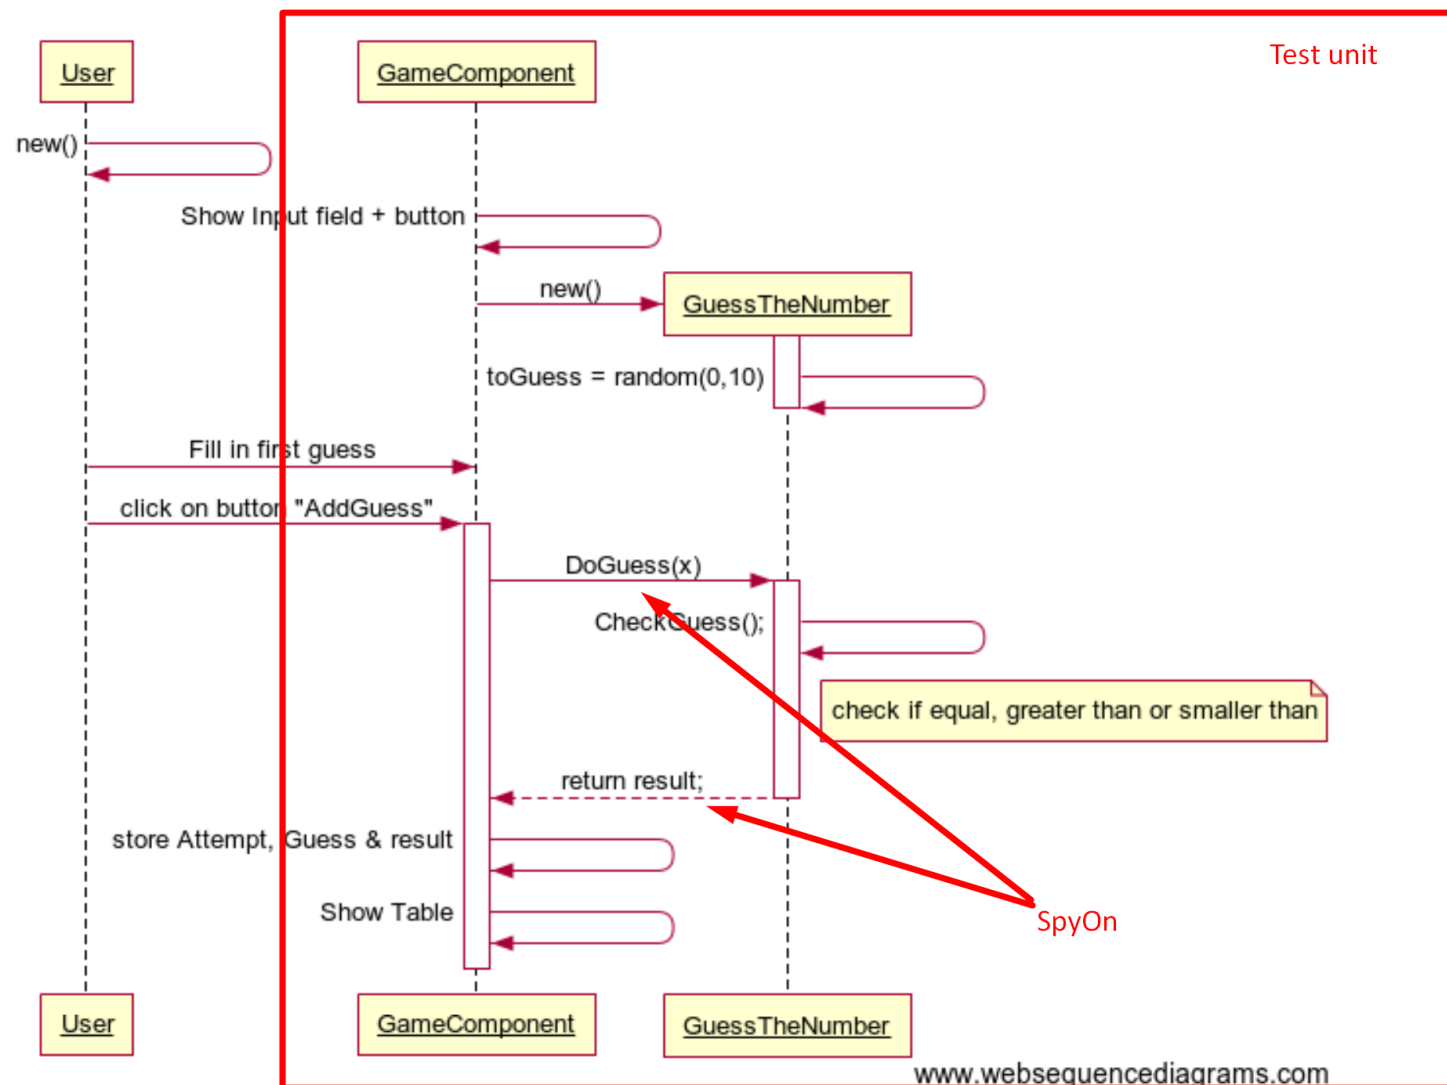 Test unit
User
GameComponent
new()
Show Input field + button
new()
GuessTheNumber
toGuess = random(0,10)
Fill in first guess
click on button "AddGuess"
DoGuess(x)
CheckGuess();
check if equal, greater than or smaller than
return result;
store Attempt, Guess & result
Show Table
SpyOn
User
GameComponent
GuessTheNumber
www.websequencediagrams.com